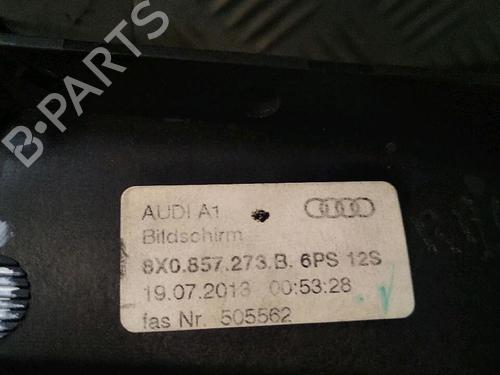 B-PARTS
AUDI A1
Bildschirm
8X0.857.273.B. 6PS 12S
19.07.2013 00:53:28
fas Nr. 505562